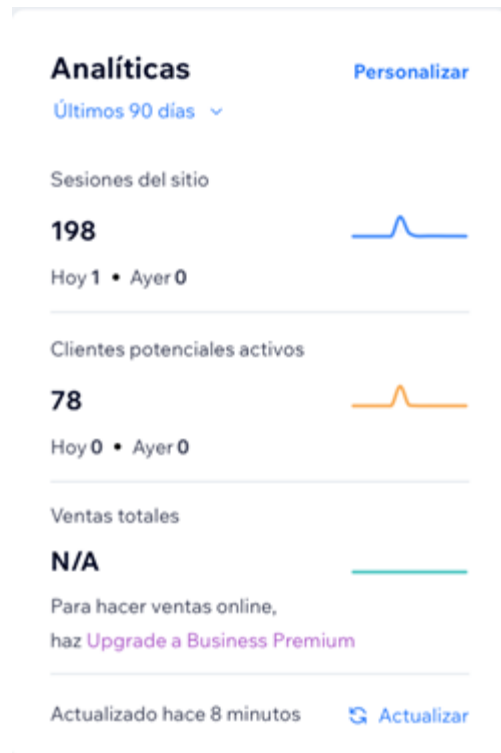 Analíticas
Personalizar
Últimos 90 días
Sesiones del sitio
198
Hoy 1 • Ayer 0
Clientes potenciales activos
78
Hoy 0 • Ayer 0
Ventas totales
N/A
Para hacer ventas online,
haz Upgrade a Business Premium
Actualizado hace 8 minutos
Actualizar